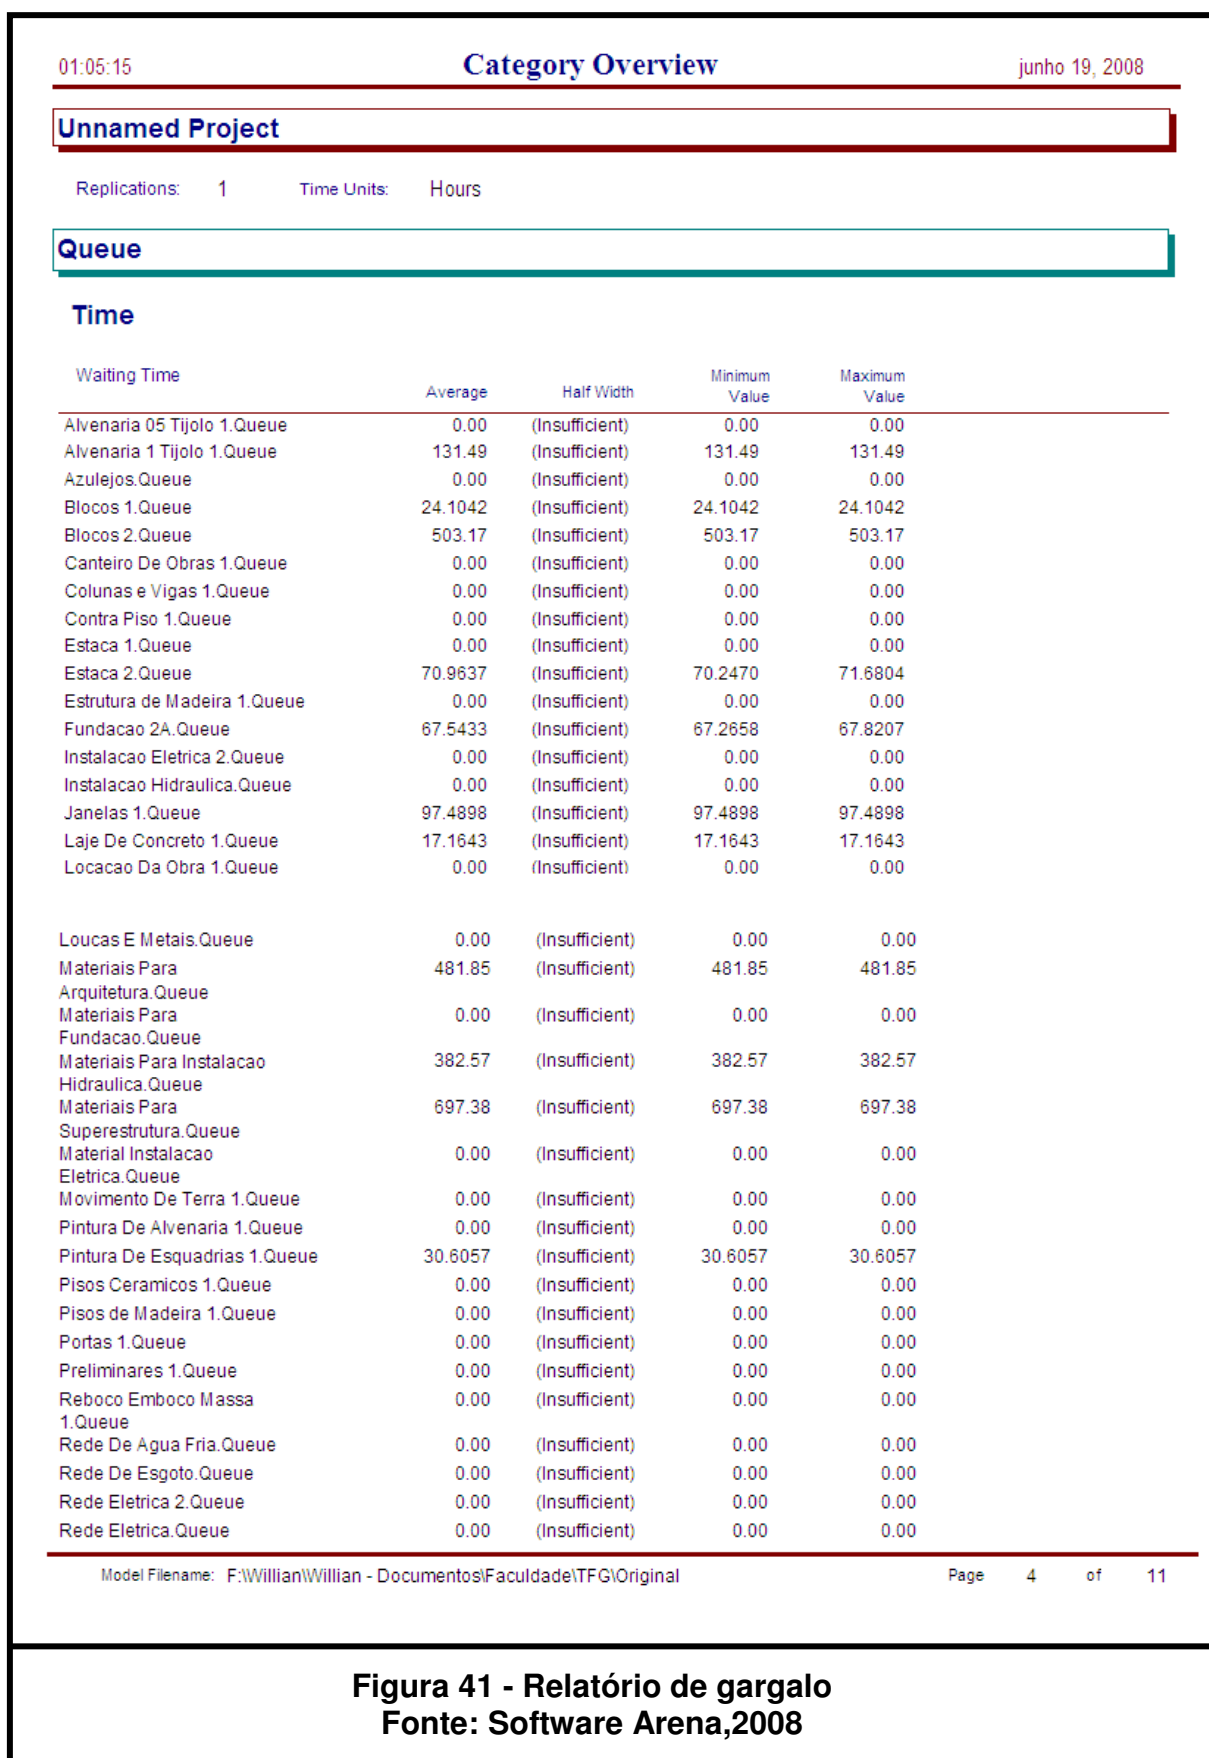 01:05:15 Category Overview junho 19, 2008
Unnamed Project
Replications: 1 Time Units: Hours
Queue
Time
Waiting Time Average Half Width Minimum Value Maximum Value
Alvenaria 05 Tijolo 1.Queue 0.00 (Insufficient) 0.00 0.00
Alvenaria 1 Tijolo 1.Queue 131.49 (Insufficient) 131.49 131.49
Azulejos.Queue 0.00 (Insufficient) 0.00 0.00
Blocos 1.Queue 24.1042 (Insufficient) 24.1042 24.1042
Blocos 2.Queue 503.17 (Insufficient) 503.17 503.17
Canteiro De Obras 1.Queue 0.00 (Insufficient) 0.00 0.00
Colunas e Vigas 1.Queue 0.00 (Insufficient) 0.00 0.00
Contra Piso 1.Queue 0.00 (Insufficient) 0.00 0.00
Estaca 1.Queue 0.00 (Insufficient) 0.00 0.00
Estaca 2.Queue 70.9637 (Insufficient) 70.2470 71.6804
Estrutura de Madeira 1.Queue 0.00 (Insufficient) 0.00 0.00
Fundacao 2A.Queue 67.5433 (Insufficient) 67.2658 67.8207
Instalacao Eletrica 2.Queue 0.00 (Insufficient) 0.00 0.00
Instalacao Hidraulica.Queue 0.00 (Insufficient) 0.00 0.00
Janelas 1.Queue 97.4898 (Insufficient) 97.4898 97.4898
Laje De Concreto 1.Queue 17.1643 (Insufficient) 17.1643 17.1643
Locacao Da Obra 1.Queue 0.00 (Insufficient) 0.00 0.00
Loucas E Metais.Queue 0.00 (Insufficient) 0.00 0.00
Materiais Para 481.85 (Insufficient) 481.85 481.85
Arquitetura.Queue
Materiais Para 0.00 (Insufficient) 0.00 0.00
Fundacao.Queue
Materiais Para Instalacao 382.57 (Insufficient) 382.57 382.57
Hidraulica.Queue
Materiais Para 697.38 (Insufficient) 697.38 697.38
Superestrutura.Queue
Material Instalacao 0.00 (Insufficient) 0.00 0.00
Eletrica.Queue
Movimento De Terra 1.Queue 0.00 (Insufficient) 0.00 0.00
Pintura De Alvenaria 1.Queue 0.00 (Insufficient) 0.00 0.00
Pintura De Esquadrias 1.Queue 30.6057 (Insufficient) 30.6057 30.6057
Pisos Ceramicos 1.Queue 0.00 (Insufficient) 0.00 0.00
Pisos de Madeira 1.Queue 0.00 (Insufficient) 0.00 0.00
Portas 1.Queue 0.00 (Insufficient) 0.00 0.00
Preliminares 1.Queue 0.00 (Insufficient) 0.00 0.00
Reboco Emboco Massa 0.00 (Insufficient) 0.00 0.00
1.Queue
Rede De Agua Fria.Queue 0.00 (Insufficient) 0.00 0.00
Rede De Esgoto.Queue 0.00 (Insufficient) 0.00 0.00
Rede Eletrica 2.Queue 0.00 (Insufficient) 0.00 0.00
Rede Eletrica.Queue 0.00 (Insufficient) 0.00 0.00
Model Filename: F:\Willian\Willian - Documentos\Faculdade\TFG\Original Page 4 of 11
Figura 41 - Relatório de gargalo
Fonte: Software Arena,2008